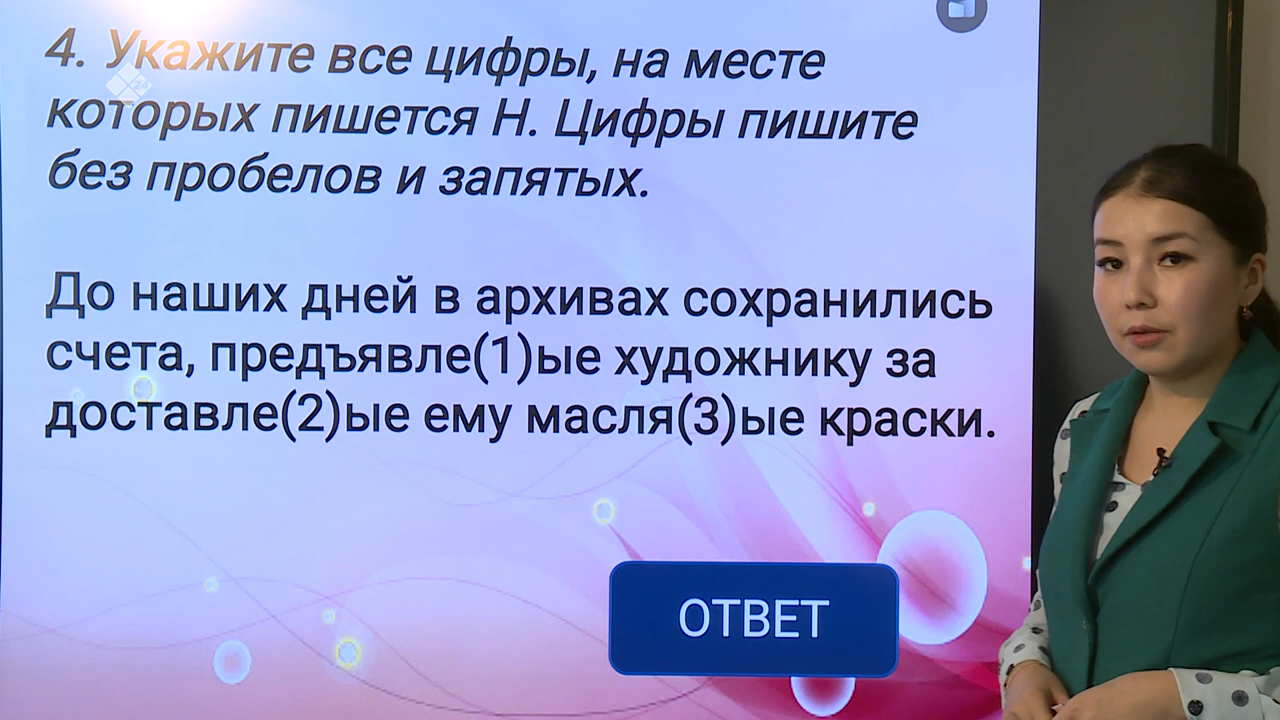 4. Укажите все цифры, на месте
которых пишется Н. Цифры пишите
без пробелов и запятых.
До наших дней в архивах сохранились
счета, предъявле(1)ые художнику за
доставле(2)ые ему масля(3)ые краски.
ОТВЕТ
24